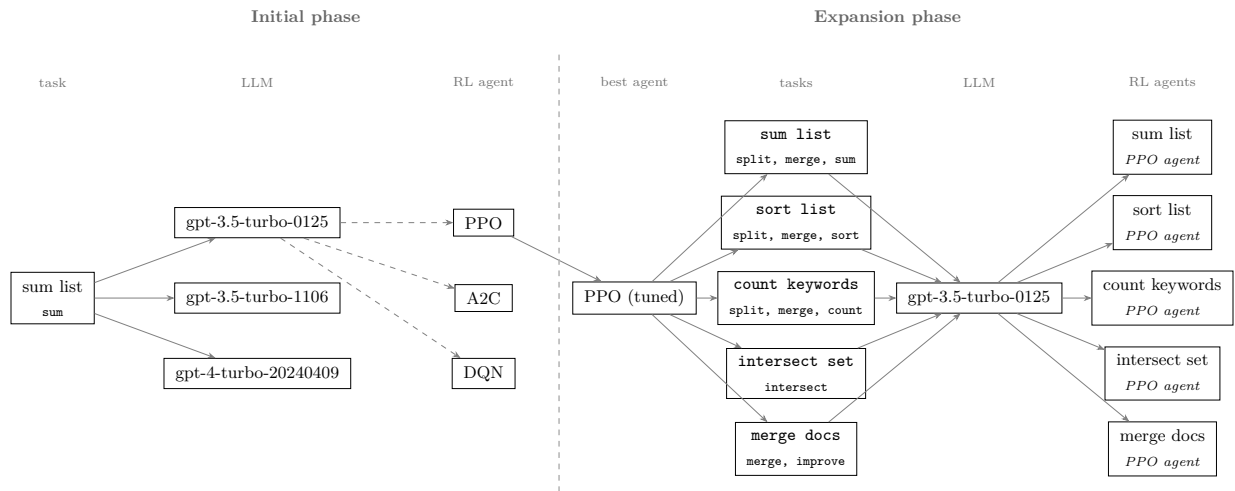 Initial phase
Expansion phase
task
LLM
RL agent
best agent
tasks
LLM
RL agents
sum list
sum
gpt-3.5-turbo-0125
gpt-3.5-turbo-1106
gpt-4-turbo-20240409
PPO
A2C
DQN
PPO (tuned)
sum list
split, merge, sum
sort list
split, merge, sort
count keywords
split, merge, count
intersect set
intersect
merge docs
merge, improve
gpt-3.5-turbo-0125
sum list
PPO agent
sort list
PPO agent
count keywords
PPO agent
intersect set
PPO agent
merge docs
PPO agent